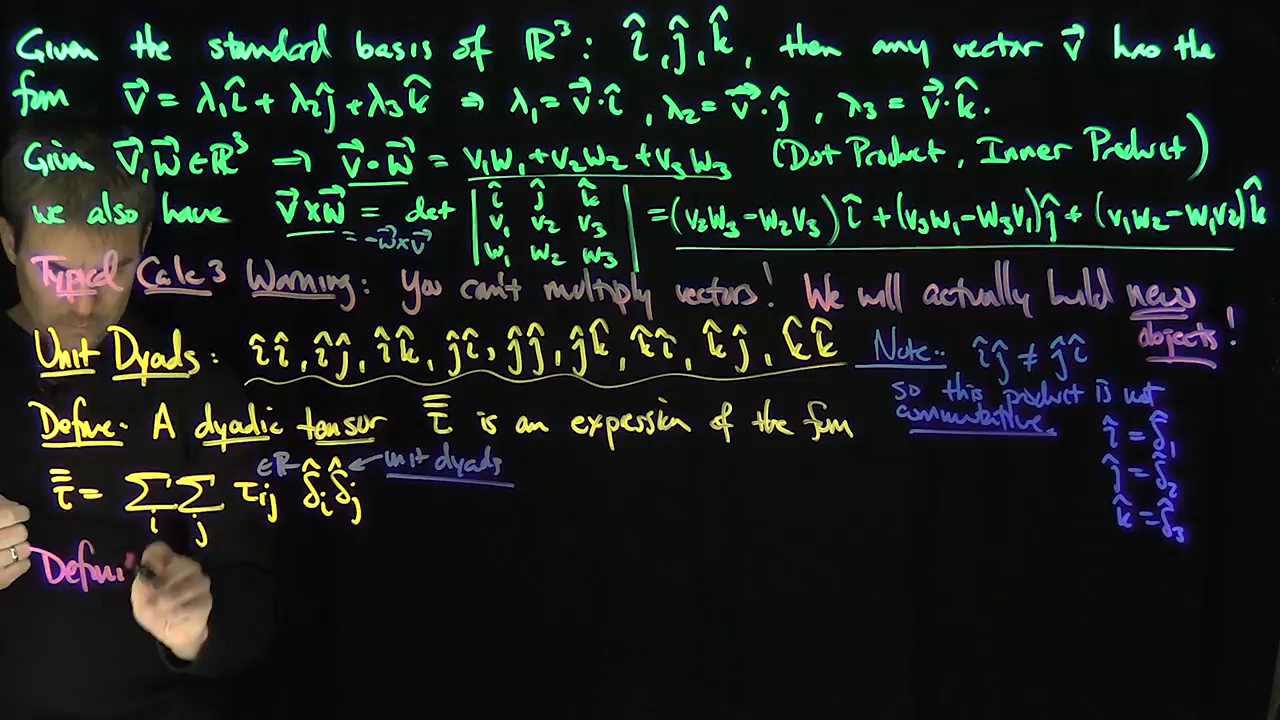 Given the standard basis of ℝ³: î, ĵ, k̂, then any vector v⃗ has the
form v⃗ = λ₁î + λ₂ĵ + λ₃k̂ ⇒ λ₁ = v⃗·î, λ₂ = v⃗·ĵ, λ₃ = v⃗·k̂.
Given v⃗, w⃗ ∈ ℝ³ ⇒ v⃗ · w⃗ = v₁w₁ + v₂w₂ + v₃w₃ (Dot Product, Inner Product)
we also have v⃗ × w⃗ = det | î ĵ k̂ | = (v₂w₃ - w₂v₃) î + (v₃w₁ - w₃v₁) ĵ + (v₁w₂ - w₁v₂) k̂
| v₁ v₂ v₃ |
= -w⃗ × v⃗
| w₁ w₂ w₃ |
Typical Calc 3 Warning: You can't multiply vectors! We will actually build new
objects!
Unit Dyads: îî, îĵ, îk̂, ĵî, ĵĵ, ĵk̂, k̂î, k̂ĵ, k̂k̂
Note: îĵ ≠ ĵî
so this product is not
commutative.
Define: A dyadic tensor τ̿ is an expression of the form
τ̿ = Σᵢ Σⱼ τᵢⱼ δ̂ᵢ δ̂ⱼ
∈ℝ
← unit dyads
î = δ̂₁
ĵ = δ̂₂
k̂ = δ̂₃
Defini